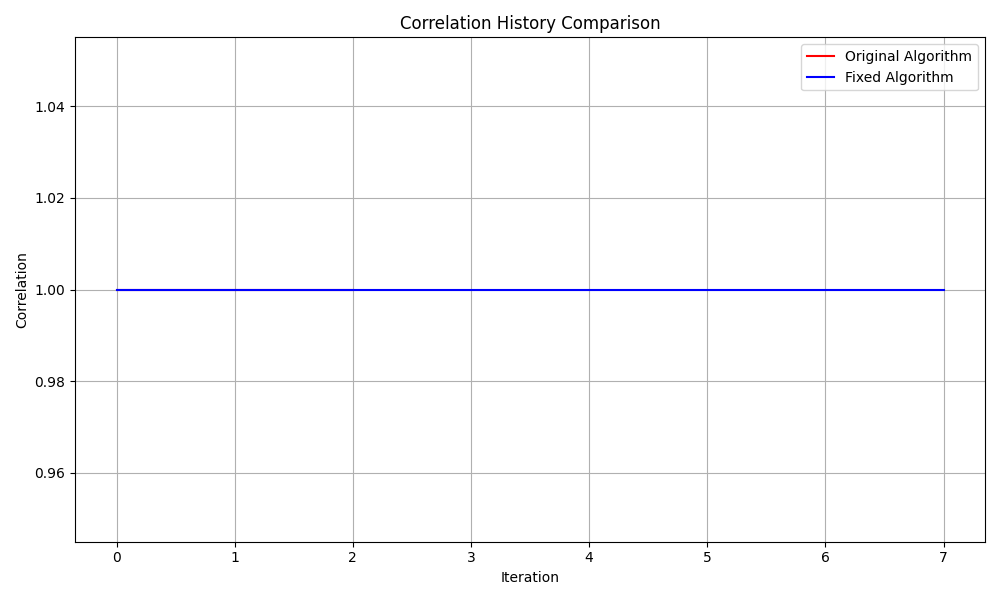 Correlation History Comparison
Original Algorithm
Fixed Algorithm
1.04
1.02
1.00
0.98
0.96
Correlation
0 1 2 3 4 5 6 7
Iteration